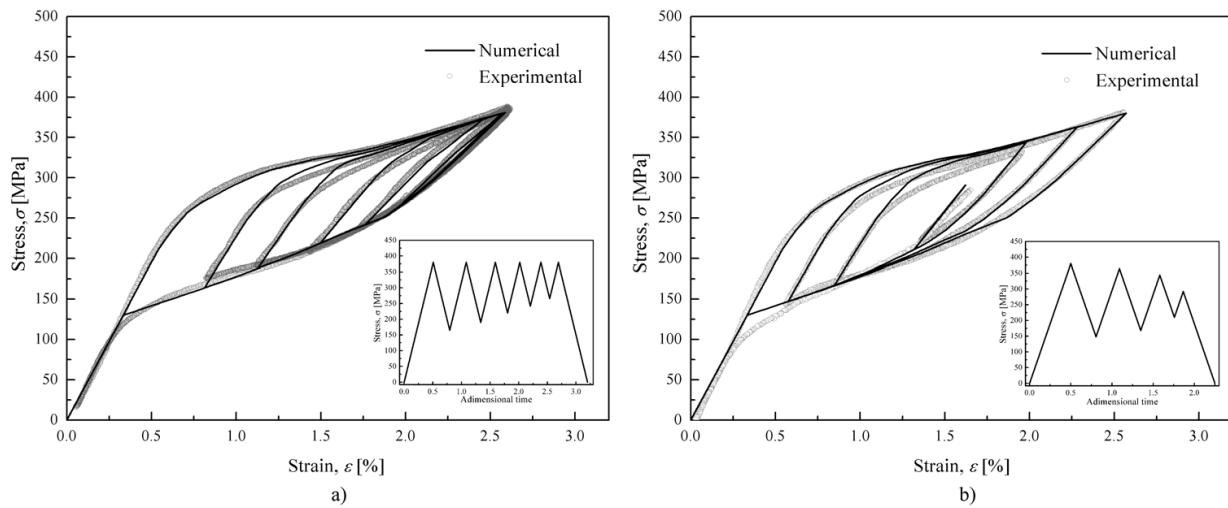 500
450
400
350
300
250
200
150
100
50
0
Stress,σ [MPa]
Numerical
Experimental
450
400
350
300
250
200
150
100
50
0
Stress, σ [MPa]
0.0 0.5 1.0 1.5 2.0 2.5 3.0
Adimensional time
0.0 0.5 1.0 1.5 2.0 2.5 3.0
Strain, ε [%]
a)
500
450
400
350
300
250
200
150
100
50
0
Stress, σ [MPa]
Numerical
Experimental
450
400
350
300
250
200
150
100
50
0
Stress, σ [MPa]
0.0 0.5 1.0 1.5 2.0
Adimensional time
0.0 0.5 1.0 1.5 2.0 2.5 3.0
Strain, ε [%]
b)